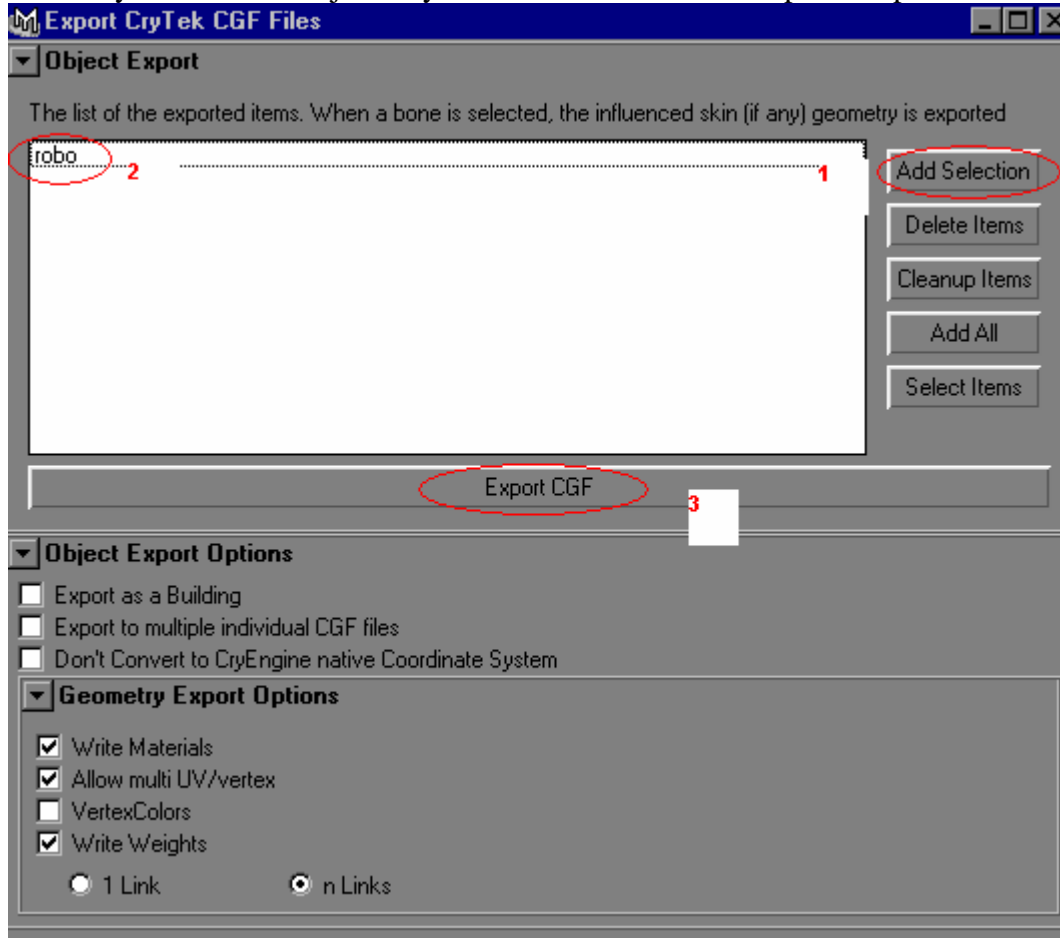 Export CryTek CGF Files
Object Export
The list of the exported items. When a bone is selected, the influenced skin (if any) geometry is exported
robo
2
1
Add Selection
Delete Items
Cleanup Items
Add All
Select Items
Export CGF
3
Object Export Options
Export as a Building
Export to multiple individual CGF files
Don't Convert to CryEngine native Coordinate System
Geometry Export Options
Write Materials
Allow multi UV/vertex
VertexColors
Write Weights
1 Link n Links